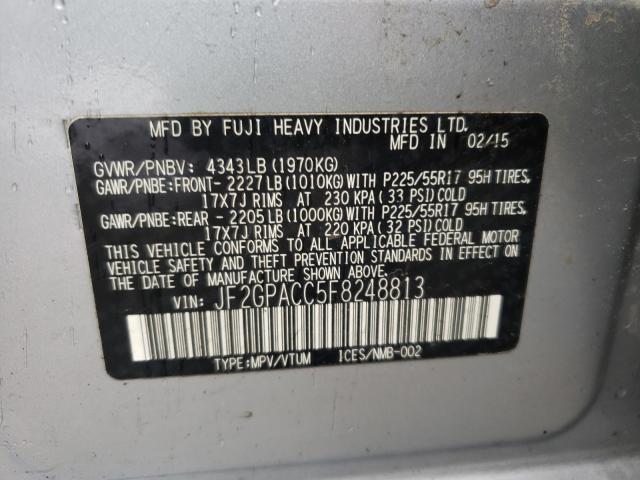 MFD BY FUJI HEAVY INDUSTRIES LTD.
MFD IN 02/15
GVWR/PNBV: 4343LB(1970KG)
GAWR/PNBE:FRONT- 2227LB(1010KG)WITH P225/55R17 95H TIRES,
17X7J RIMS AT 230 KPA(33 PSI)COLD
GAWR/PNBE:REAR - 2205LB(1000KG)WITH P225/55R17 95H TIRES,
17X7J RIMS AT 220 KPA(32 PSI)COLD
THIS VEHICLE CONFORMS TO ALL APPLICABLE FEDERAL MOTOR
VEHICLE SAFETY AND THEFT PREVENTION STANDARDS IN EFFECT ON
THE DATE OF MANUFACTURE SHOWN ABOVE.
VIN: JF2GPACC5F8248813
TYPE:MPV/VTUM ICES/NMB-002